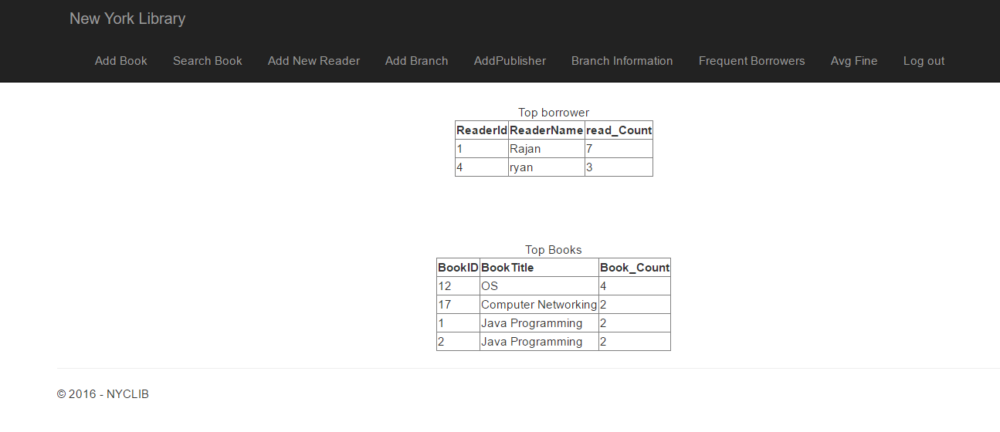 New York Library
Add Book Search Book Add New Reader Add Branch AddPublisher Branch Information Frequent Borrowers Avg Fine Log out
Top borrower
ReaderId ReaderName read_Count
1 Rajan 7
4 ryan 3
Top Books
BookID BookTitle Book_Count
12 OS 4
17 Computer Networking 2
1 Java Programming 2
2 Java Programming 2
© 2016 - NYCLIB